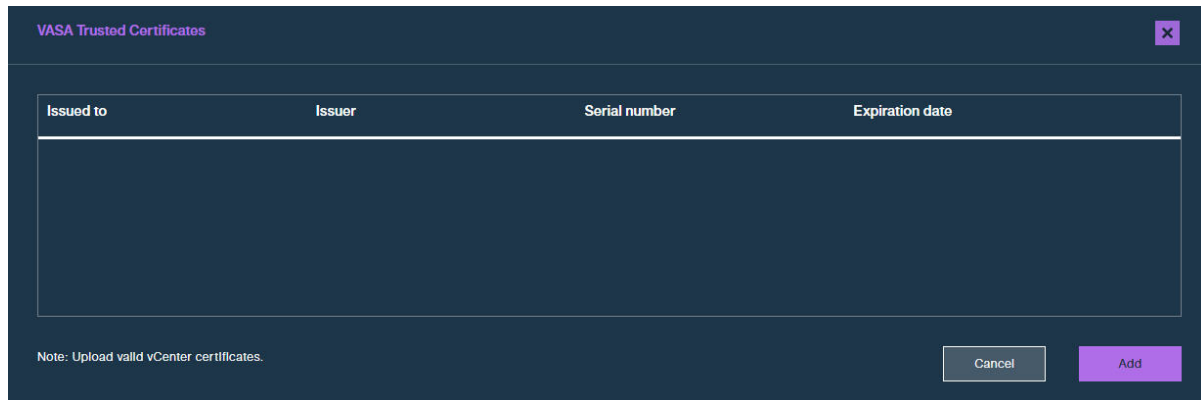 VASA Trusted Certificates
Issued to Issuer Serial number Expiration date
Note: Upload valid vCenter certificates.
Cancel Add